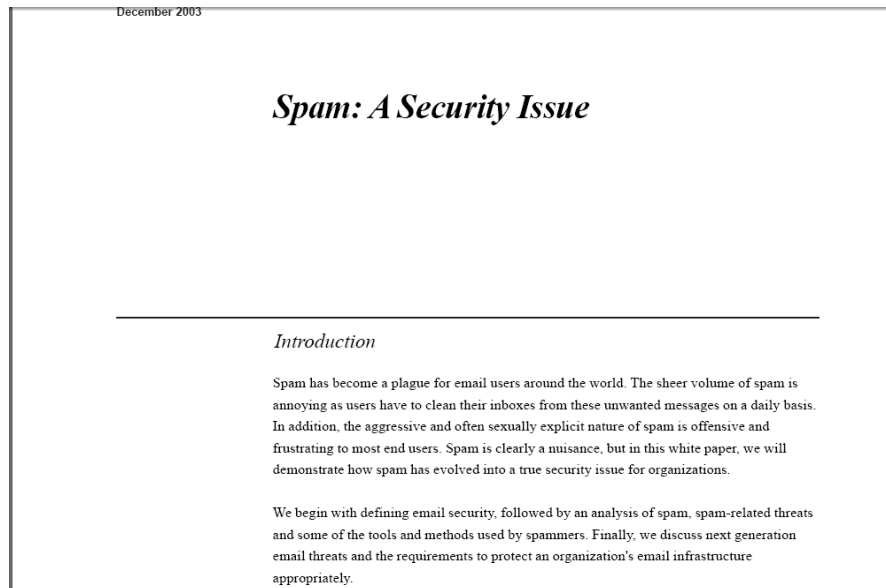 December 2003
Spam: A Security Issue
Introduction
Spam has become a plague for email users around the world. The sheer volume of spam is
annoying as users have to clean their inboxes from these unwanted messages on a daily basis.
In addition, the aggressive and often sexually explicit nature of spam is offensive and
frustrating to most end users. Spam is clearly a nuisance, but in this white paper, we will
demonstrate how spam has evolved into a true security issue for organizations.
We begin with defining email security, followed by an analysis of spam, spam-related threats
and some of the tools and methods used by spammers. Finally, we discuss next generation
email threats and the requirements to protect an organization's email infrastructure
appropriately.